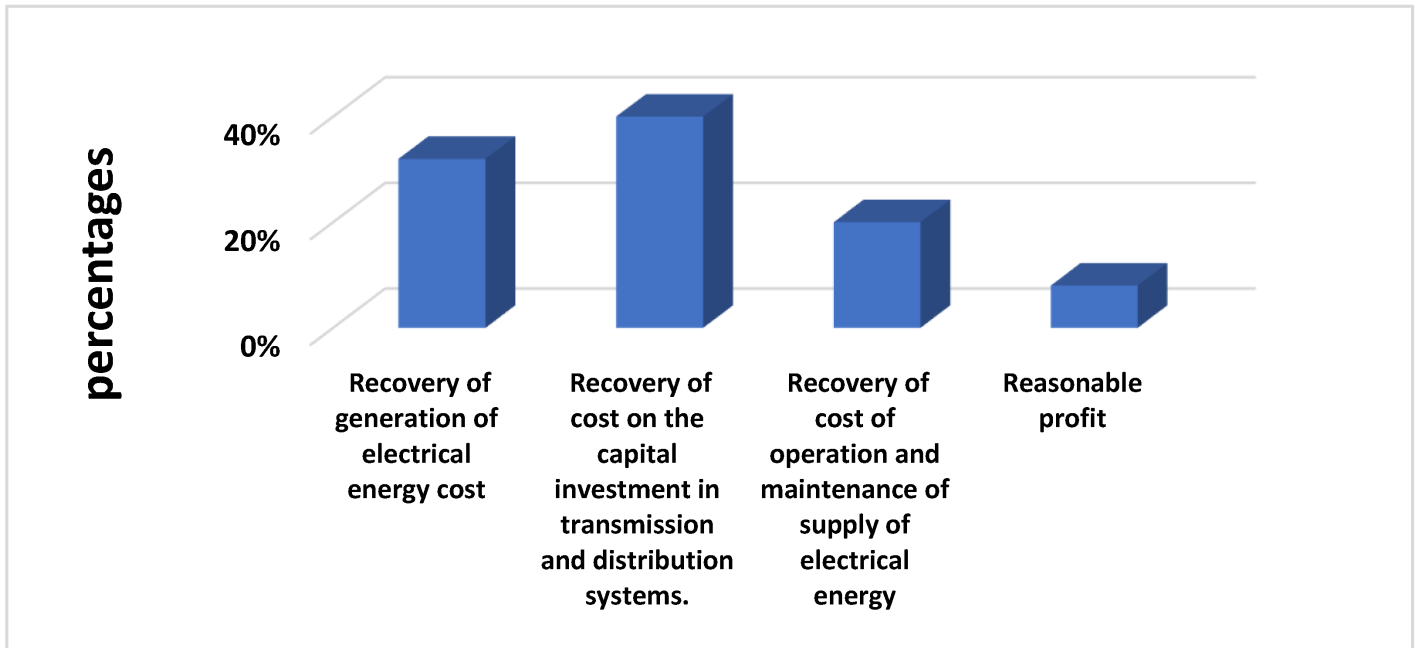 percentages
40%
20%
0%
Recovery of
generation of
electrical
energy cost
Recovery of
cost on the
capital
investment in
transmission
and distribution
systems.
Recovery of
cost of
operation and
maintenance of
supply of
electrical
energy
Reasonable
profit